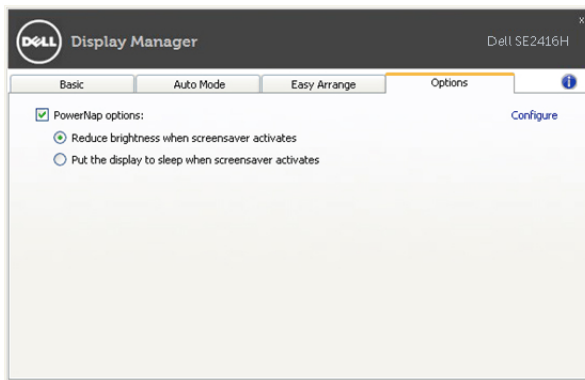 x
DELL Display Manager Dell SE2416H
Basic Auto Mode Easy Arrange Options i
PowerNap options: Configure
Reduce brightness when screensaver activates
Put the display to sleep when screensaver activates